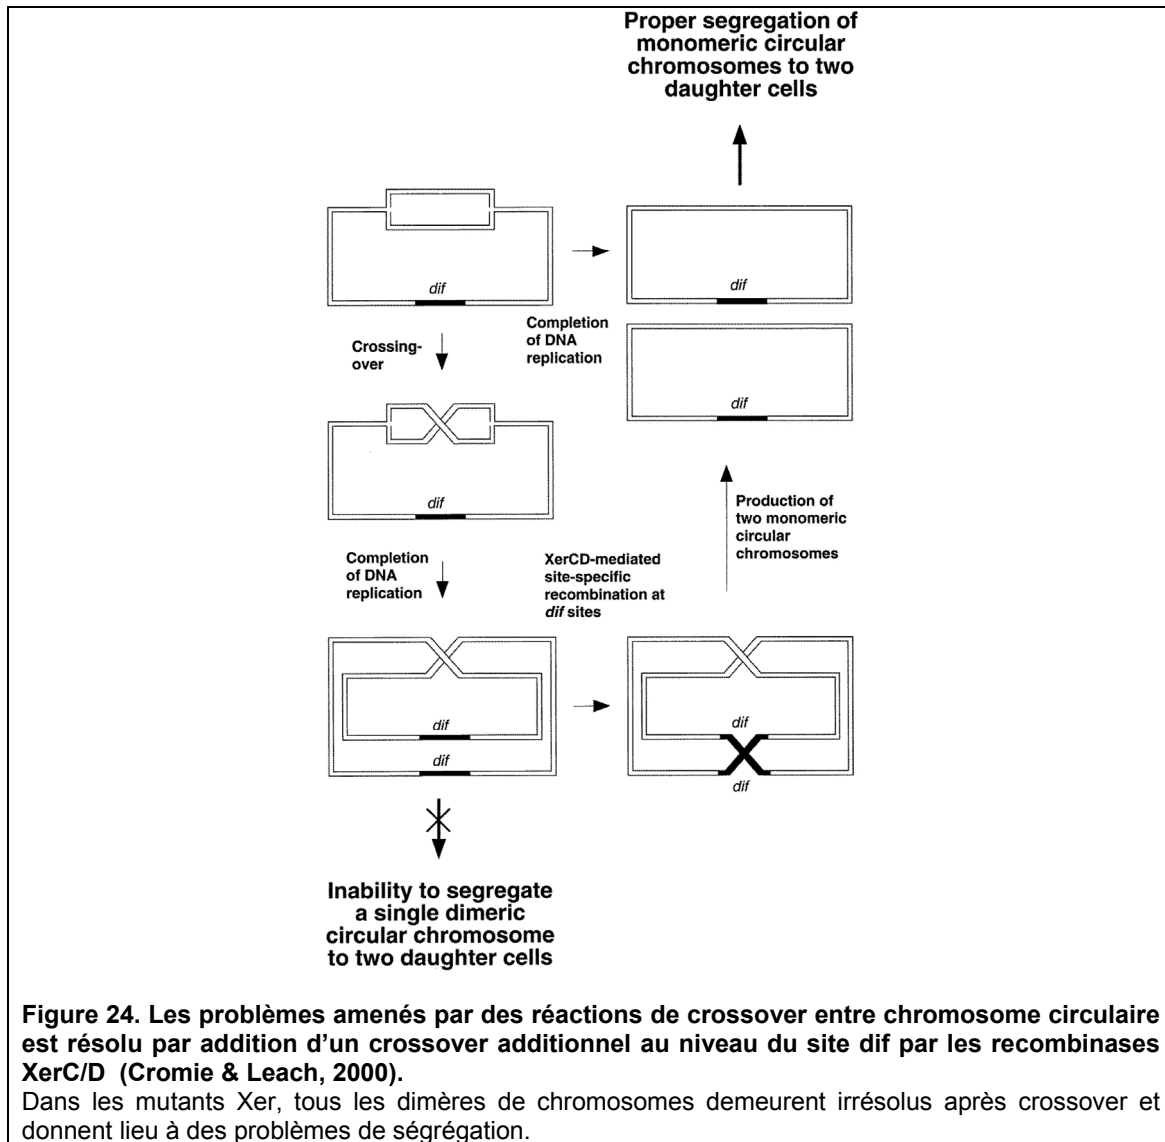 Proper segregation of
monomeric circular
chromosomes to two
daughter cells
dif
dif
Crossing-
over
Completion
of DNA
replication
dif
dif
Completion
of DNA
replication
XerCD-mediated
site-specific
recombination at
dif sites
Production of
two monomeric
circular
chromosomes
dif
dif
dif
dif
Inability to segregate
a single dimeric
circular chromosome
to two daughter cells
Figure 24. Les problèmes amenés par des réactions de crossover entre chromosome circulaire
est résolu par addition d'un crossover additionnel au niveau du site dif par les recombinases
XerC/D (Cromie & Leach, 2000).
Dans les mutants Xer, tous les dimères de chromosomes demeurent irrésolus après crossover et
donnent lieu à des problèmes de ségrégation.